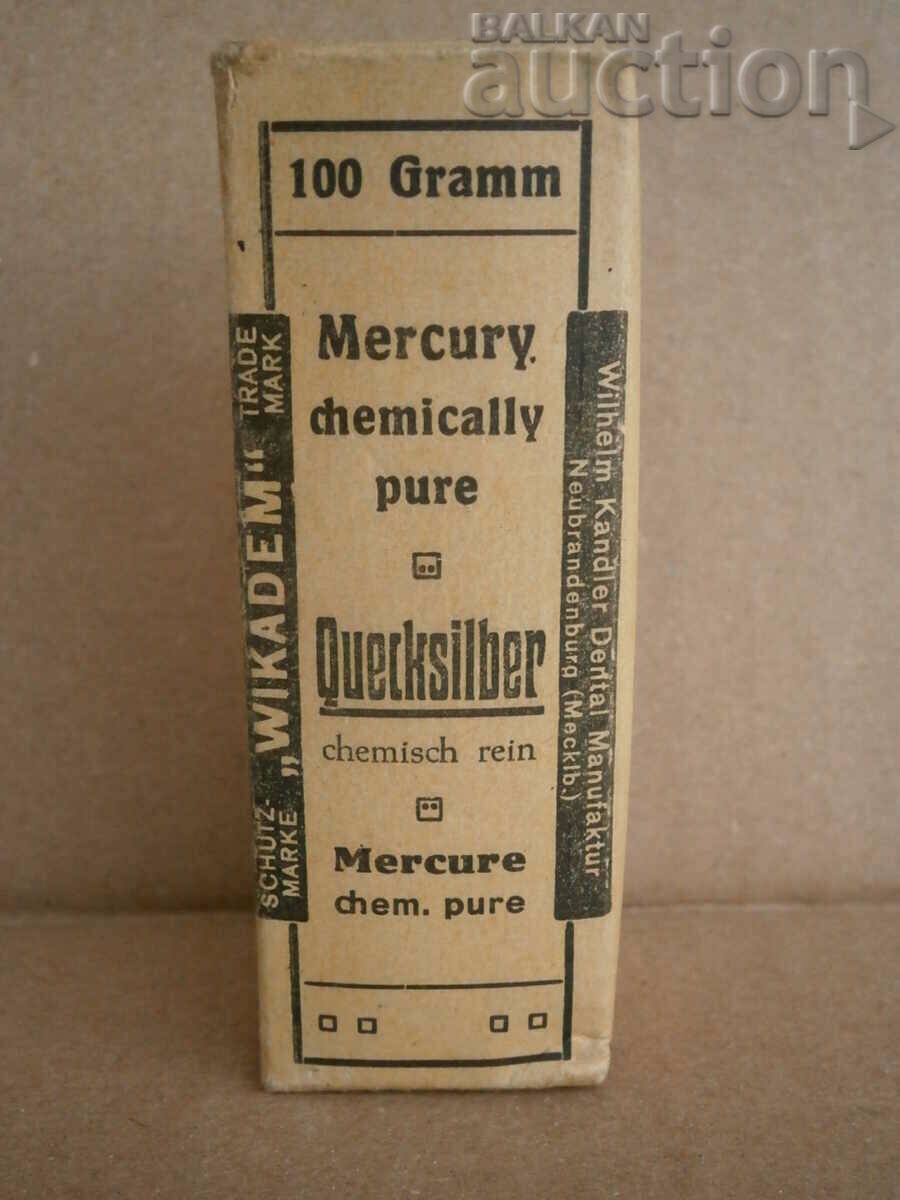 BALKAN
auction
100 Gramm
Mercury.
chemically
pure
Quecksilber
chemisch rein
Mercure
chem. pure
SCHUTZ-
MARKE
„WIKADEM“
TRADE
MARK
Wilhelm Kandler Dental Manufaktur
Neubrandenburg (Mecklb.)